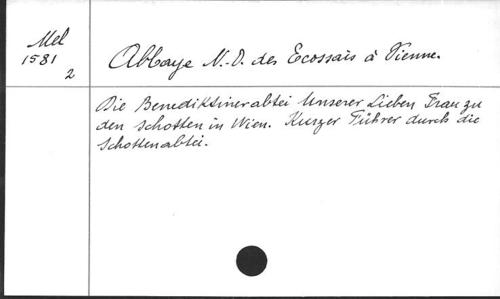 Mel
1581
2
Abbaye N.-D. des Ecossais à Vienne.
Die Benediktinerabtei Unserer Lieben Frau zu
den Schotten in Wien. Kurzer Führer durch die
Schottenabtei.